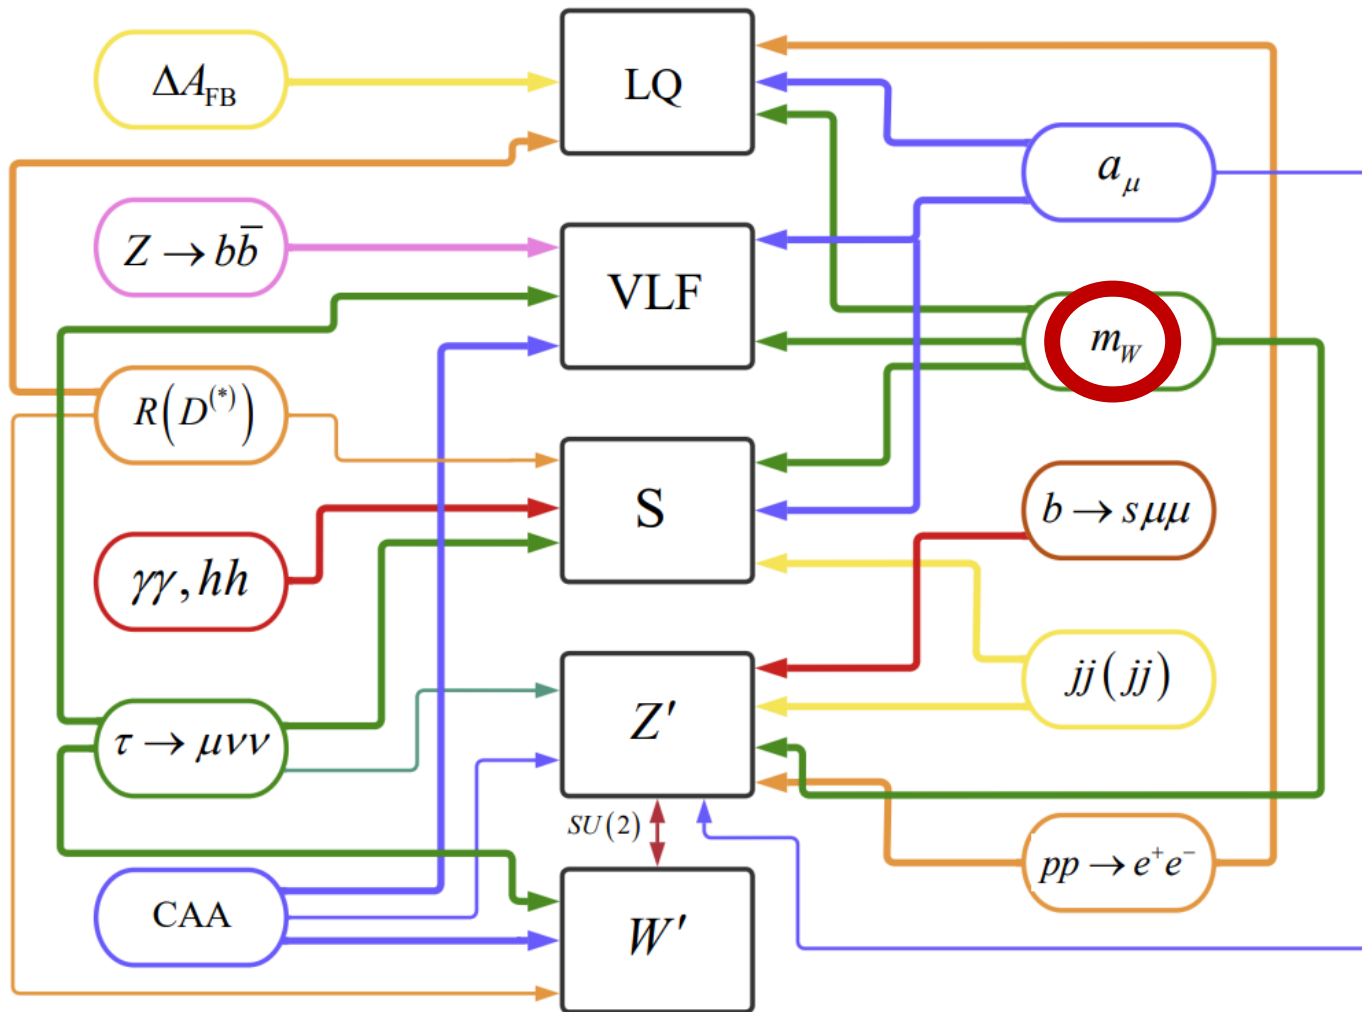 ΔA_FB
Z → bb̄
R(D^(*))
γγ, hh
τ → μνν
CAA
LQ
VLF
S
Z′
SU(2)
W′
a_μ
m_W
b → sμμ
jj(jj)
pp → e⁺e⁻